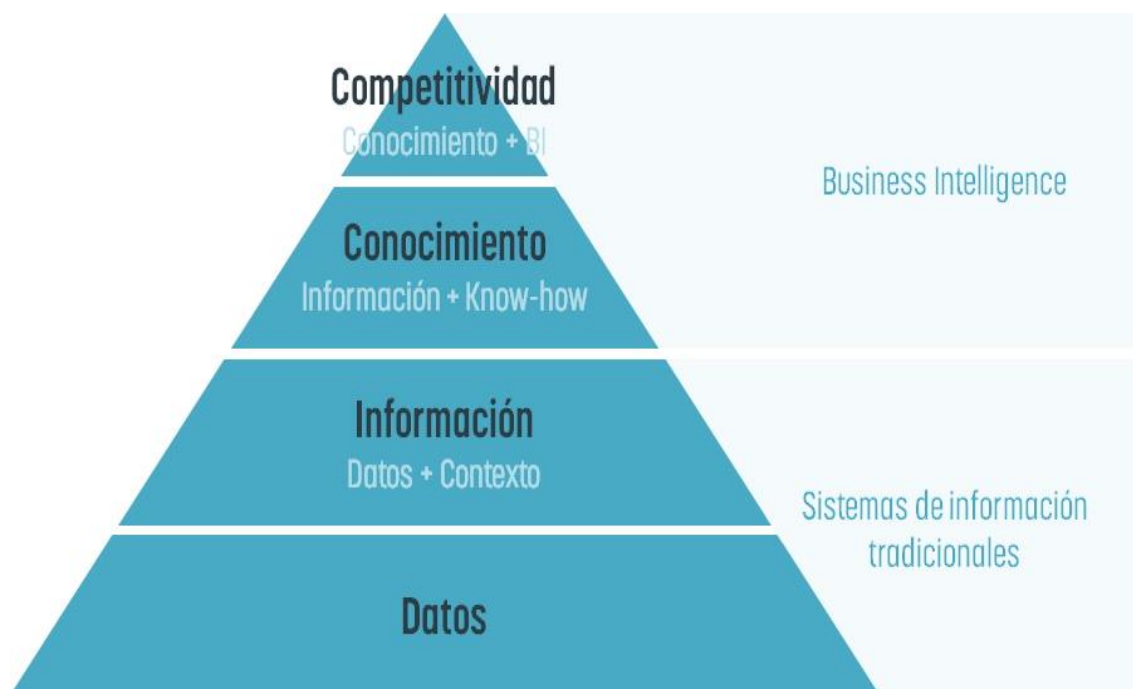 Competitividad
Conocimiento + BI
Business Intelligence
Conocimiento
Información + Know-how
Información
Datos + Contexto
Sistemas de información
tradicionales
Datos